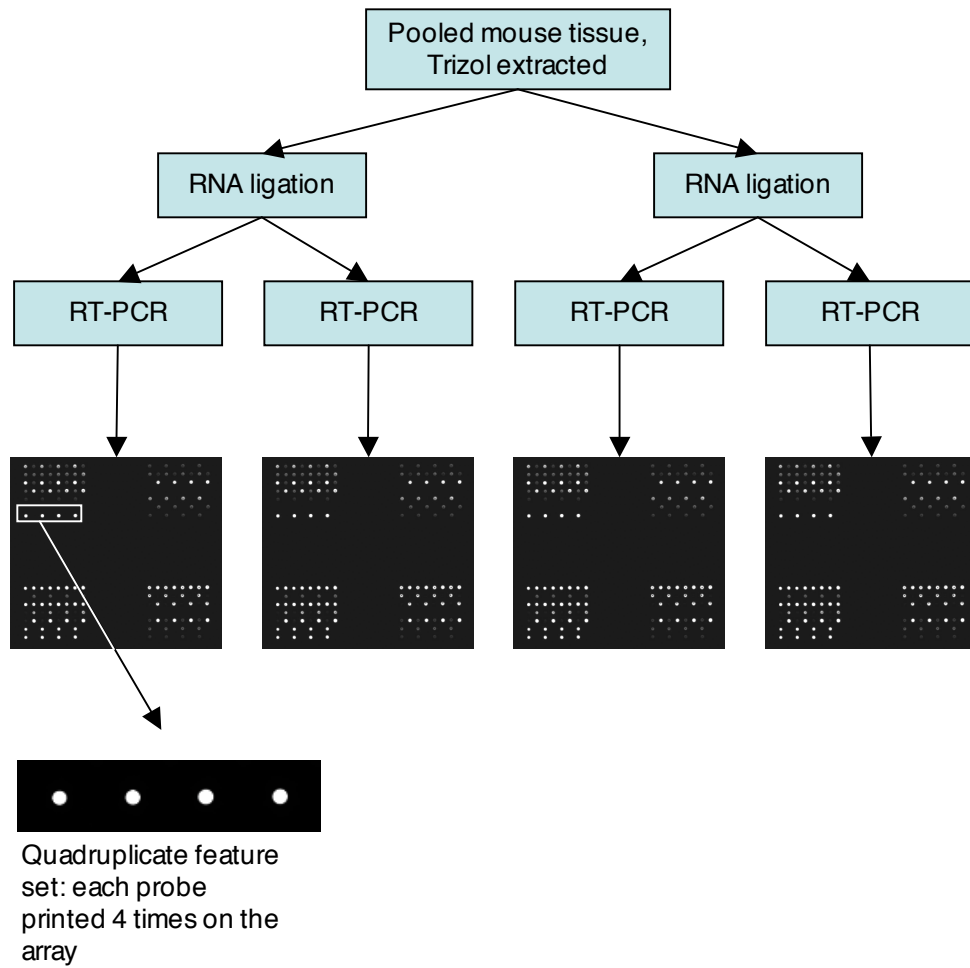 Pooled mouse tissue,
Trizol extracted
RNA ligation
RNA ligation
RT-PCR
RT-PCR
RT-PCR
RT-PCR
Quadruplicate feature
set: each probe
printed 4 times on the
array